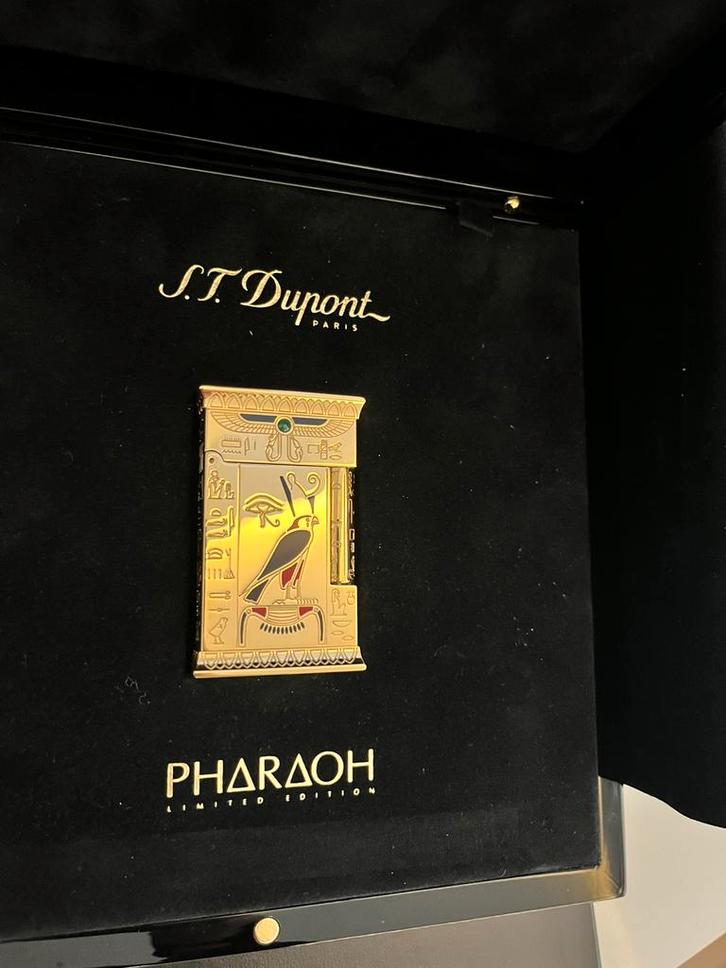 S.T. Dupont
PARIS
PHARAOH
LIMITED EDITION